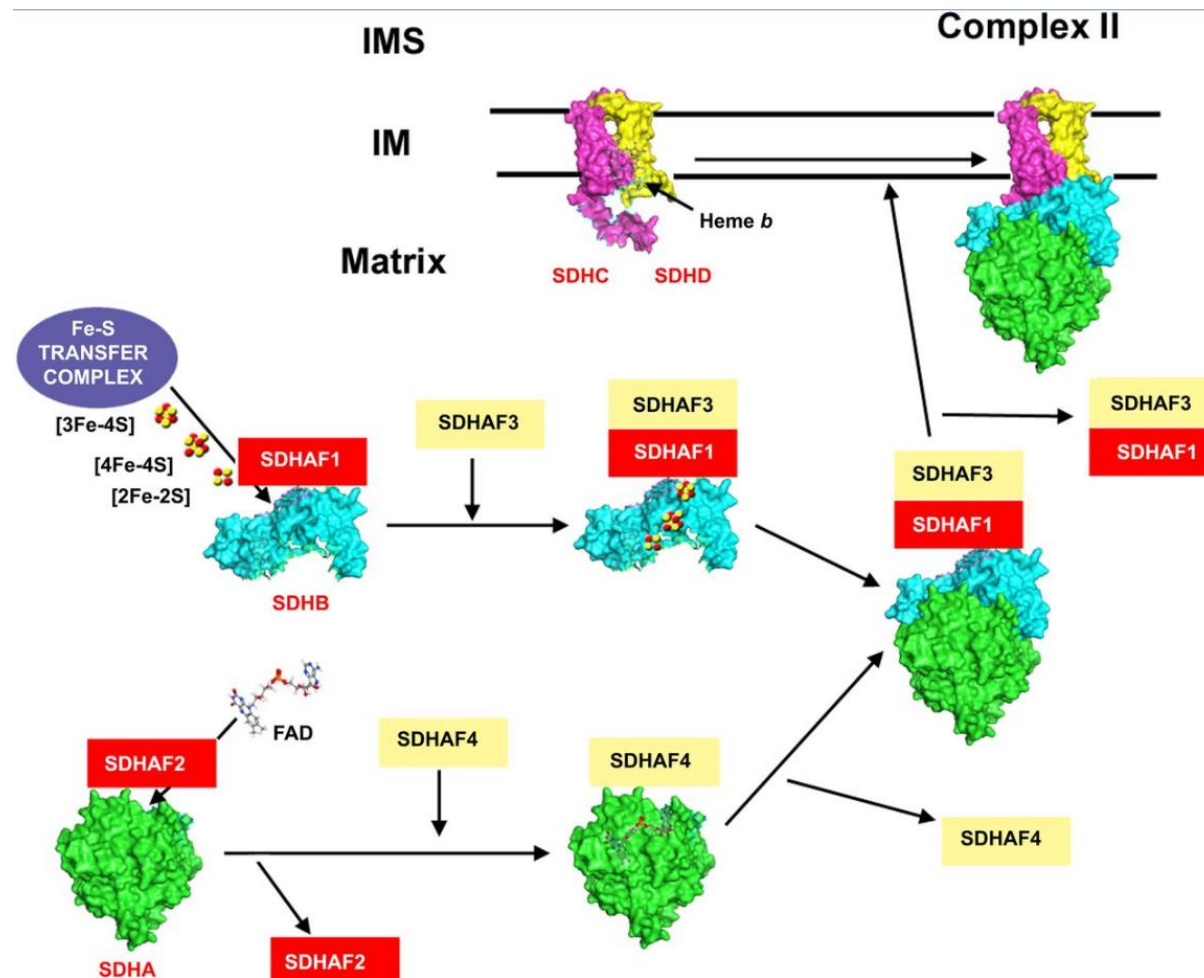 IMS
Complex II
IM
Heme b
Matrix
SDHC
SDHD
Fe-S
TRANSFER
COMPLEX
[3Fe-4S]
[4Fe-4S]
[2Fe-2S]
SDHAF1
SDHB
SDHAF3
SDHAF3
SDHAF1
SDHAF3
SDHAF1
SDHAF3
SDHAF1
FAD
SDHAF2
SDHA
SDHAF4
SDHAF2
SDHAF4
SDHAF4